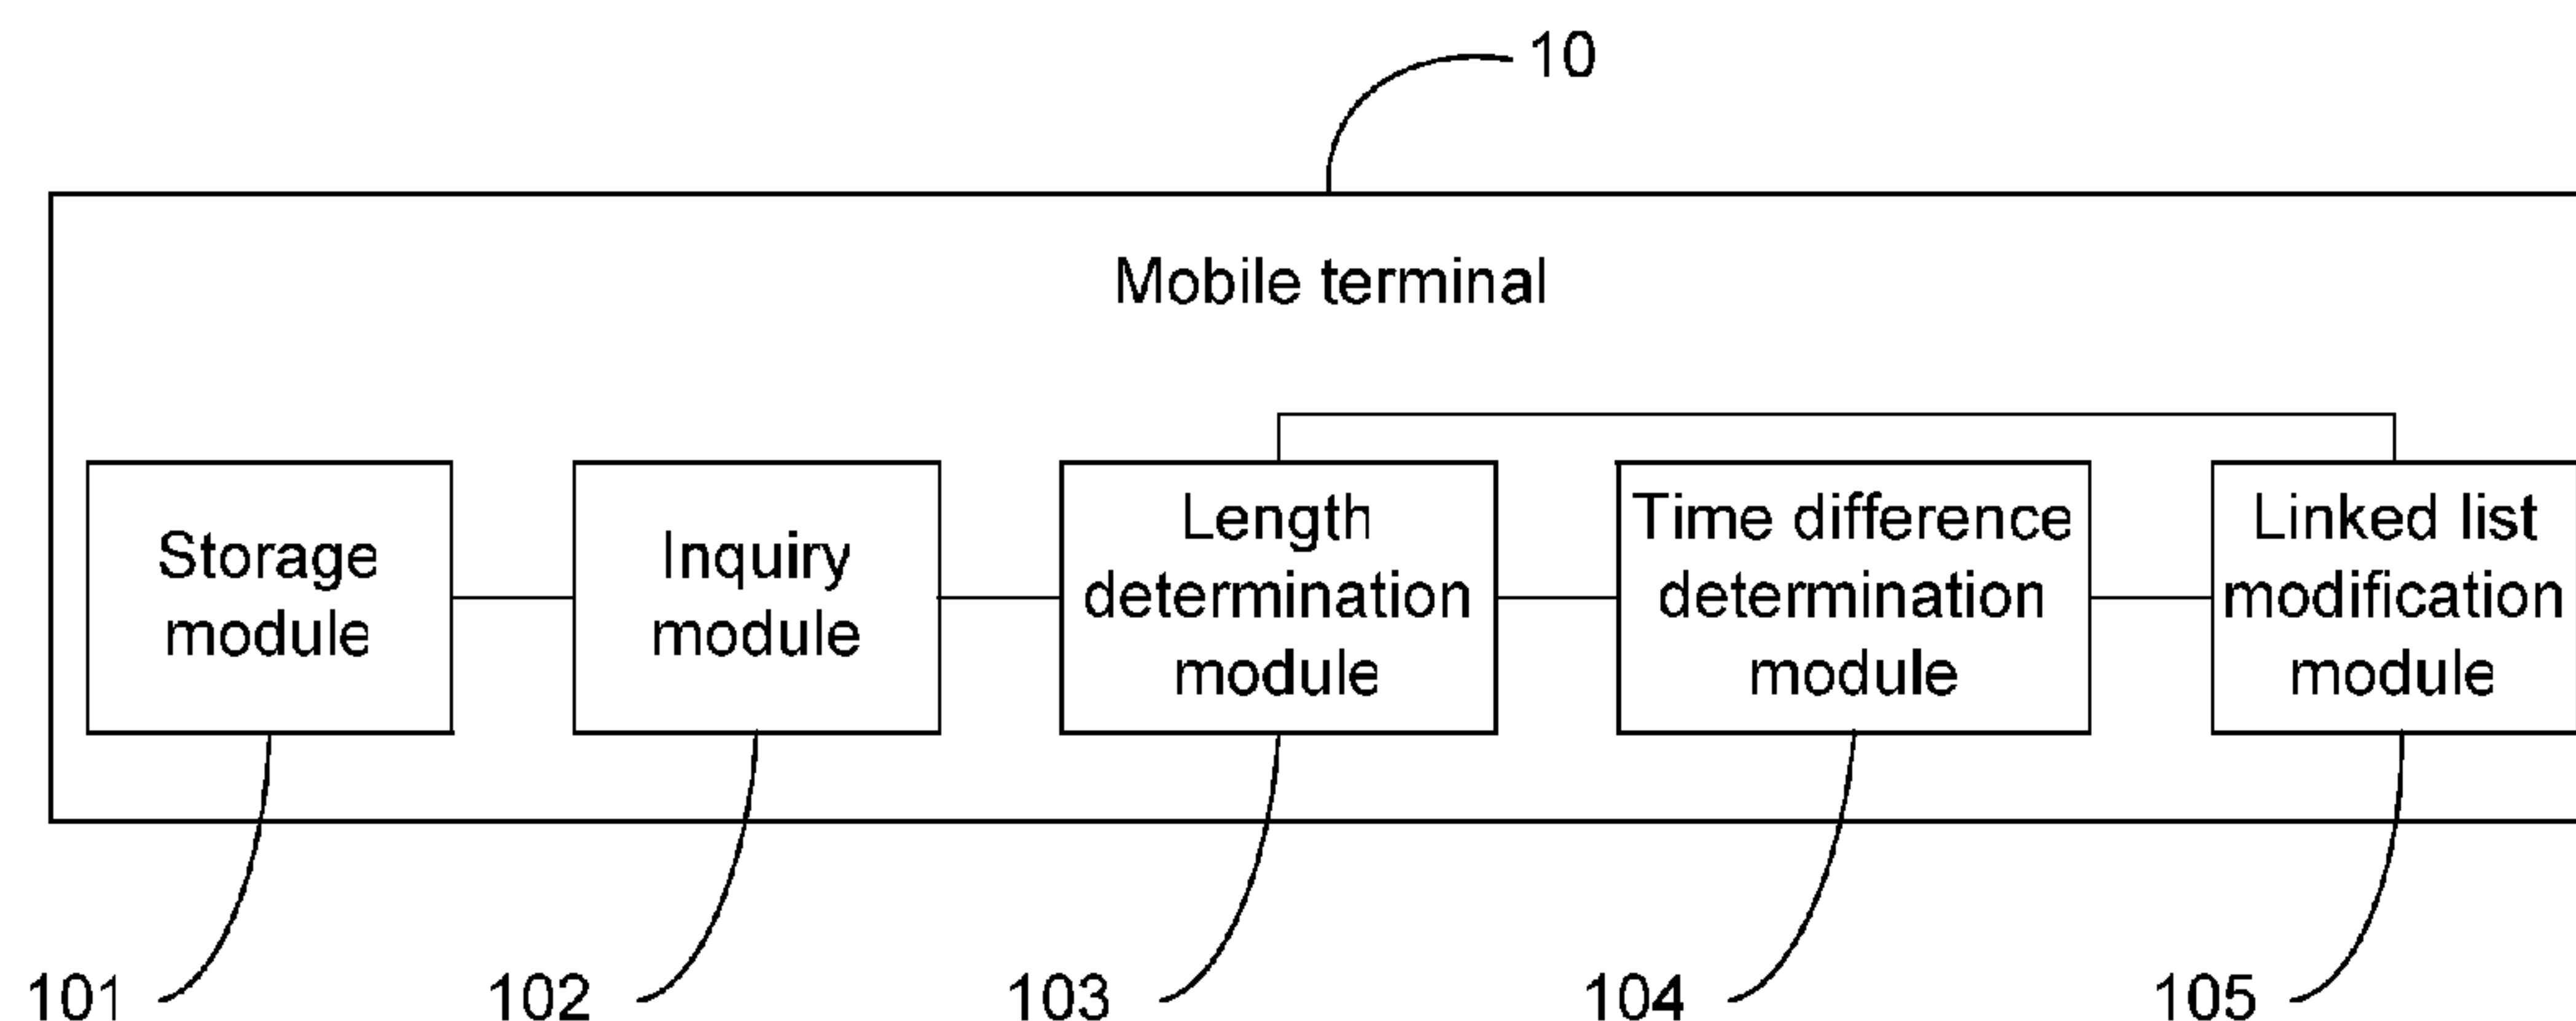 10
Mobile terminal
Storage
module
Inquiry
module
Length
determination
module
Time difference
determination
module
Linked list
modification
module
101
102
103
104
105